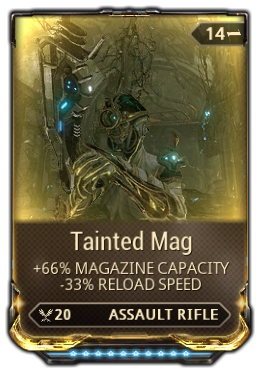 14
Tainted Mag
+66% MAGAZINE CAPACITY
-33% RELOAD SPEED
20 ASSAULT RIFLE